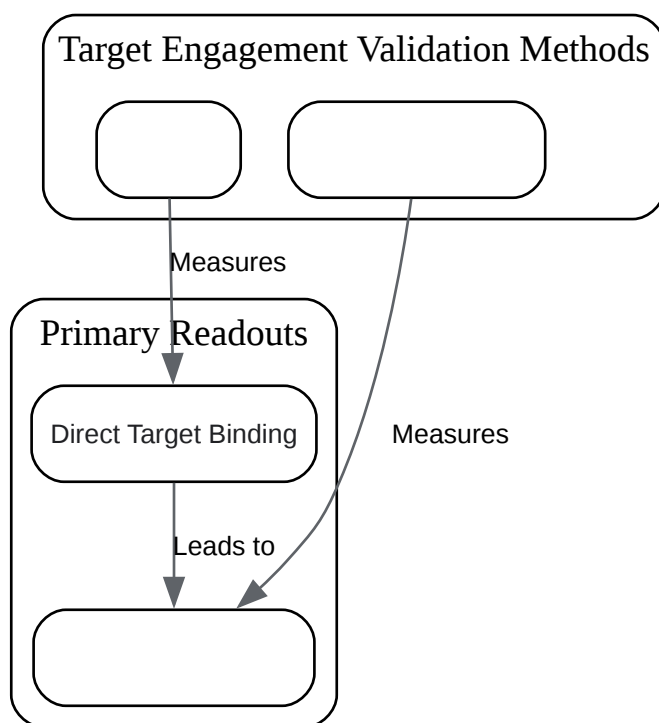 Target Engagement Validation Methods
Measures
Primary Readouts
Direct Target Binding
Measures
Leads to